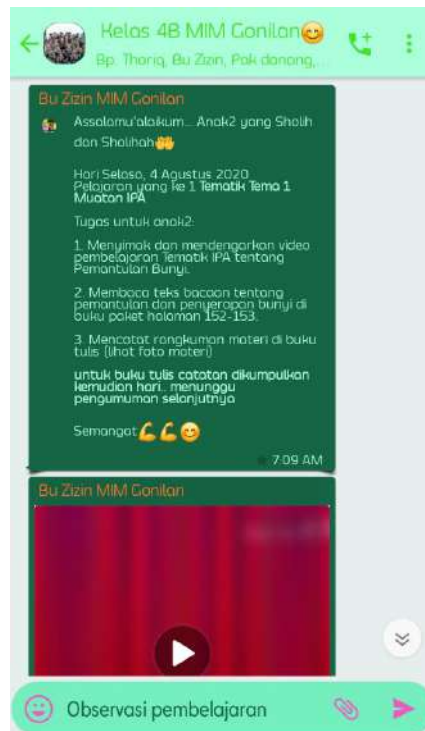 Kelas 4B MIM Gonilan😊
Bp. Thoriq, Bu Zizin, Pak danang,...
Bu Zizin MIM Gonilan
Assalamu'alaikum... Anak2 yang Sholih
dan Sholihah🤲
Hari Selasa, 4 Agustus 2020
Pelajaran yang ke 1 Tematik Tema 1
Muatan IPA
Tugas untuk anak2:
1. Menyimak dan mendengarkan video
pembelajaran Tematik IPA tentang
Pemantulan Bunyi.
2. Membaca teks bacaan tentang
pemantulan dan penyerapan bunyi di
buku paket halaman 152-153.
3. Mencatat rangkuman materi di buku
tulis (lihat foto materi)
untuk buku tulis catatan dikumpulkan
kemudian hari.. menunggu
pengumuman selanjutnya
Semangat💪💪😊
7:09 AM
Bu Zizin MIM Gonilan
Observasi pembelajaran